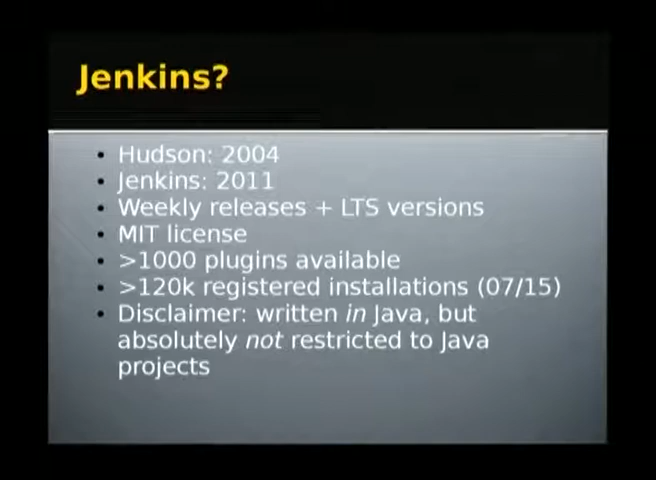 Jenkins?
• Hudson: 2004
• Jenkins: 2011
• Weekly releases + LTS versions
• MIT license
• >1000 plugins available
• >120k registered installations (07/15)
• Disclaimer: written in Java, but
absolutely not restricted to Java
projects